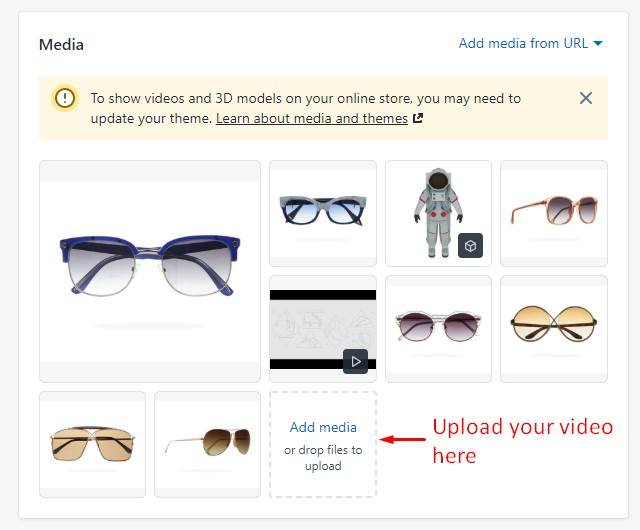 Media
Add media from URL
To show videos and 3D models on your online store, you may need to
update your theme. Learn about media and themes
Add media
or drop files to
upload
Upload your video
here